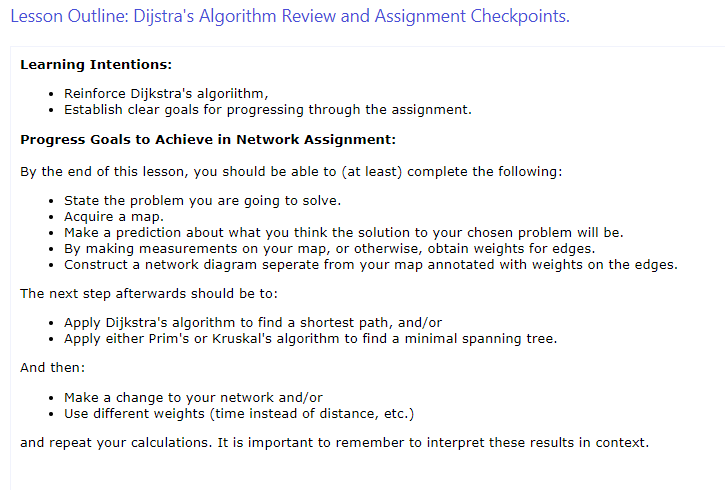 Lesson Outline: Dijstra's Algorithm Review and Assignment Checkpoints.
Learning Intentions:
• Reinforce Dijkstra's algoriithm,
• Establish clear goals for progressing through the assignment.
Progress Goals to Achieve in Network Assignment:
By the end of this lesson, you should be able to (at least) complete the following:
• State the problem you are going to solve.
• Acquire a map.
• Make a prediction about what you think the solution to your chosen problem will be.
• By making measurements on your map, or otherwise, obtain weights for edges.
• Construct a network diagram seperate from your map annotated with weights on the edges.
The next step afterwards should be to:
• Apply Dijkstra's algorithm to find a shortest path, and/or
• Apply either Prim's or Kruskal's algorithm to find a minimal spanning tree.
And then:
• Make a change to your network and/or
• Use different weights (time instead of distance, etc.)
and repeat your calculations. It is important to remember to interpret these results in context.